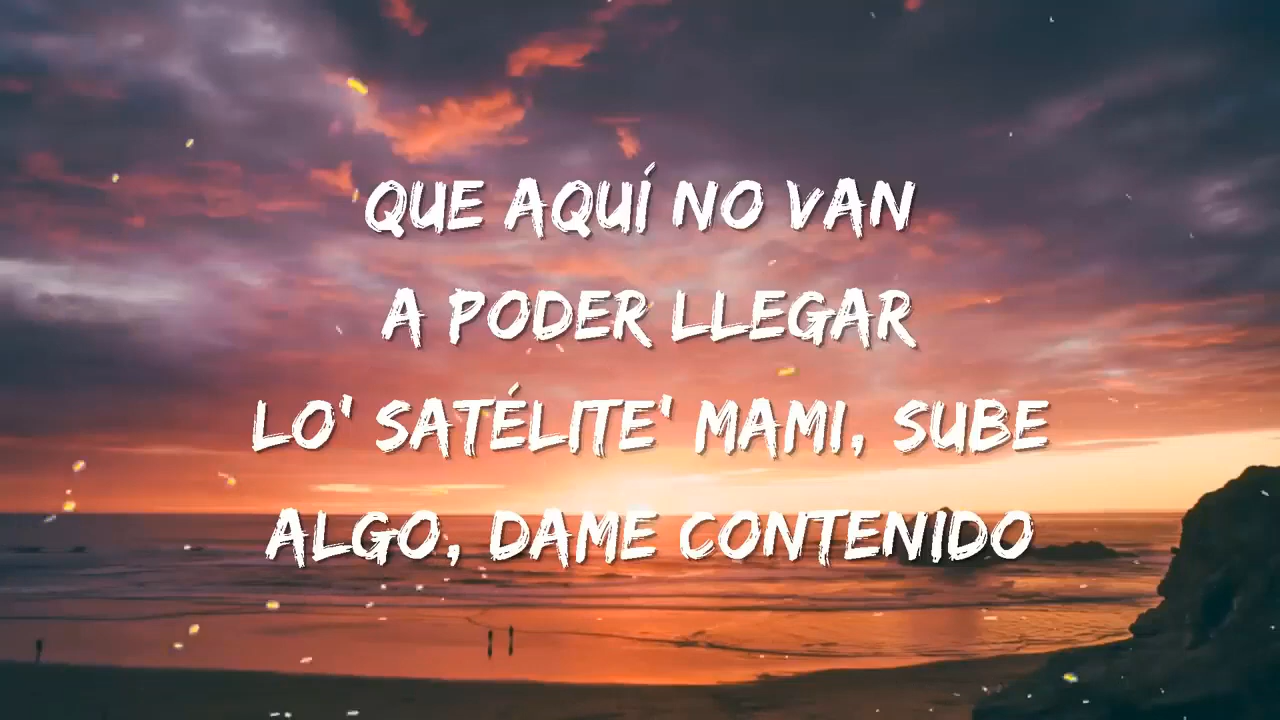 QUE AQUÍ NO VAN
A PODER LLEGAR
LO' SATÉLITE' MAMI, SUBE
ALGO, DAME CONTENIDO